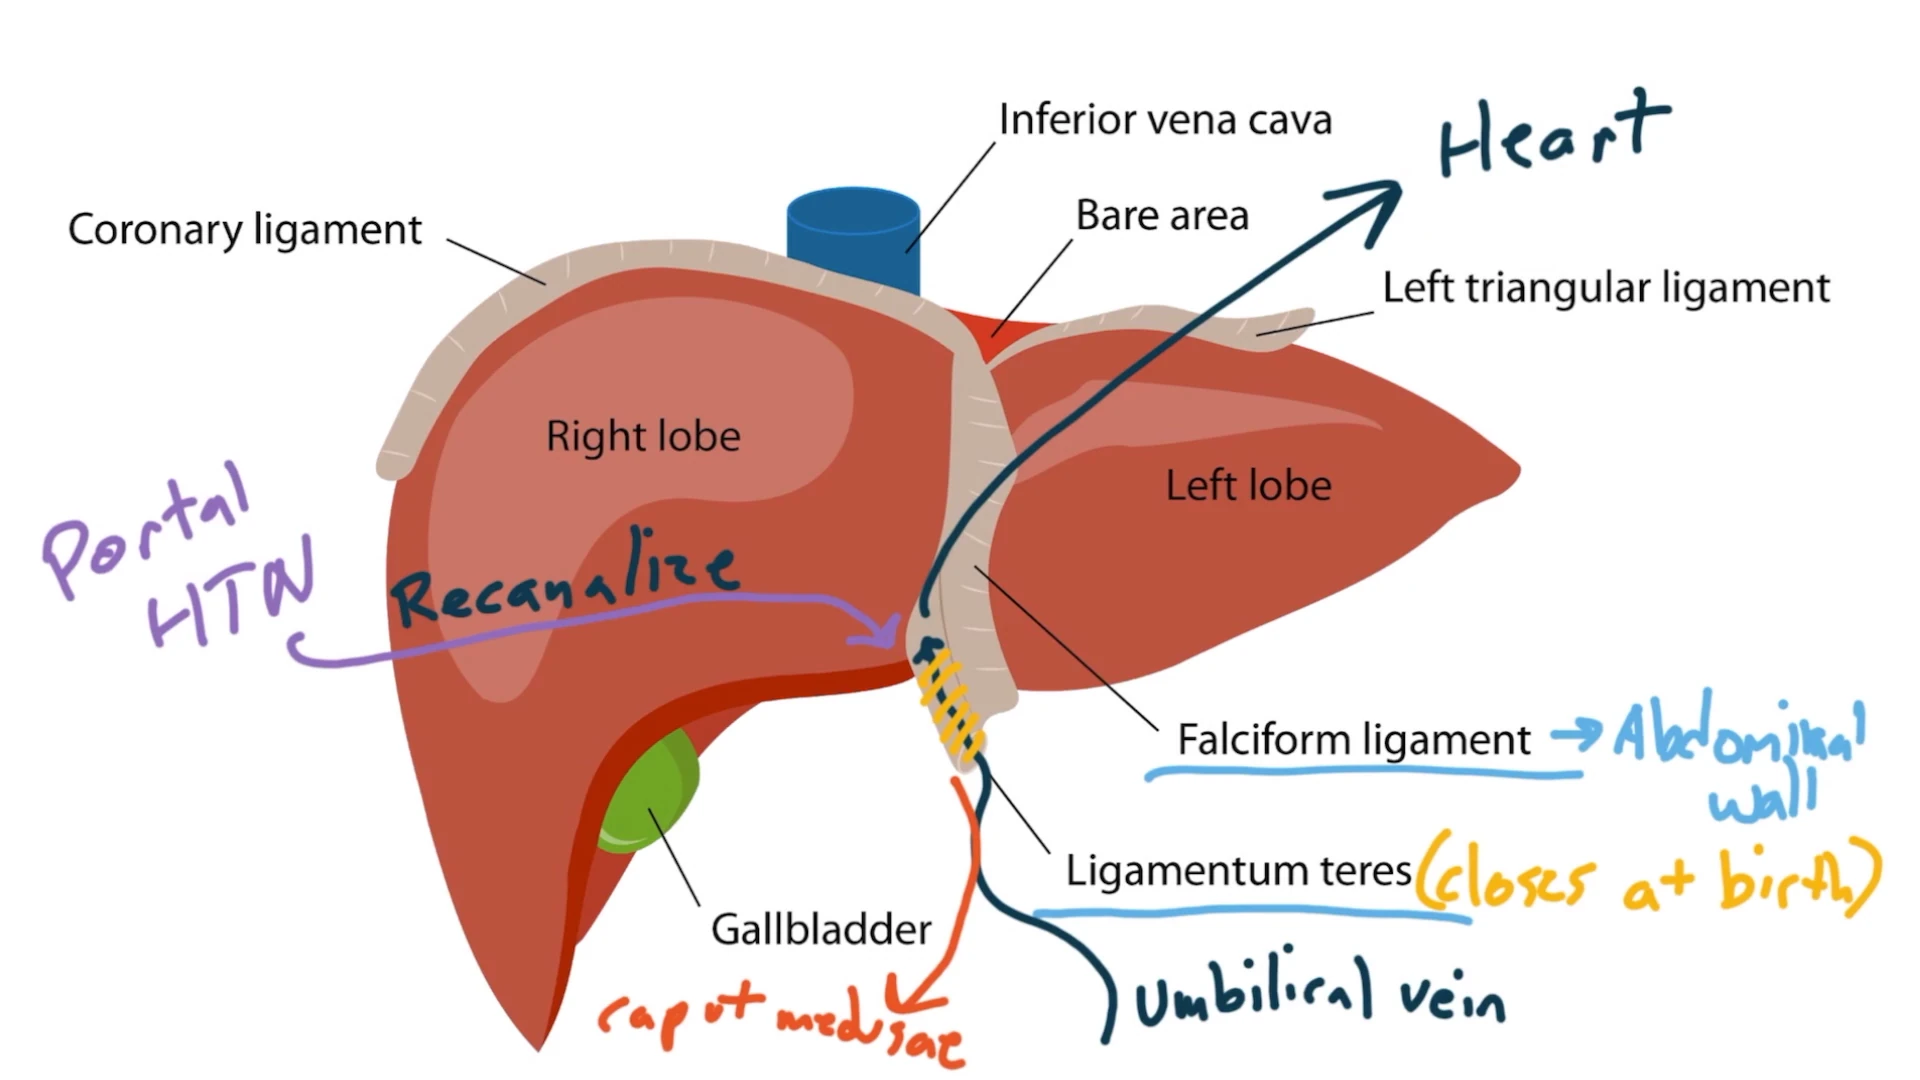 Inferior vena cava
Heart
Bare area
Coronary ligament
Left triangular ligament
Right lobe
Left lobe
Portal
HTN
Recanalize
Falciform ligament → Abdominal
wall
Ligamentum teres (closes at birth)
Gallbladder
Umbilical vein
caput medusae